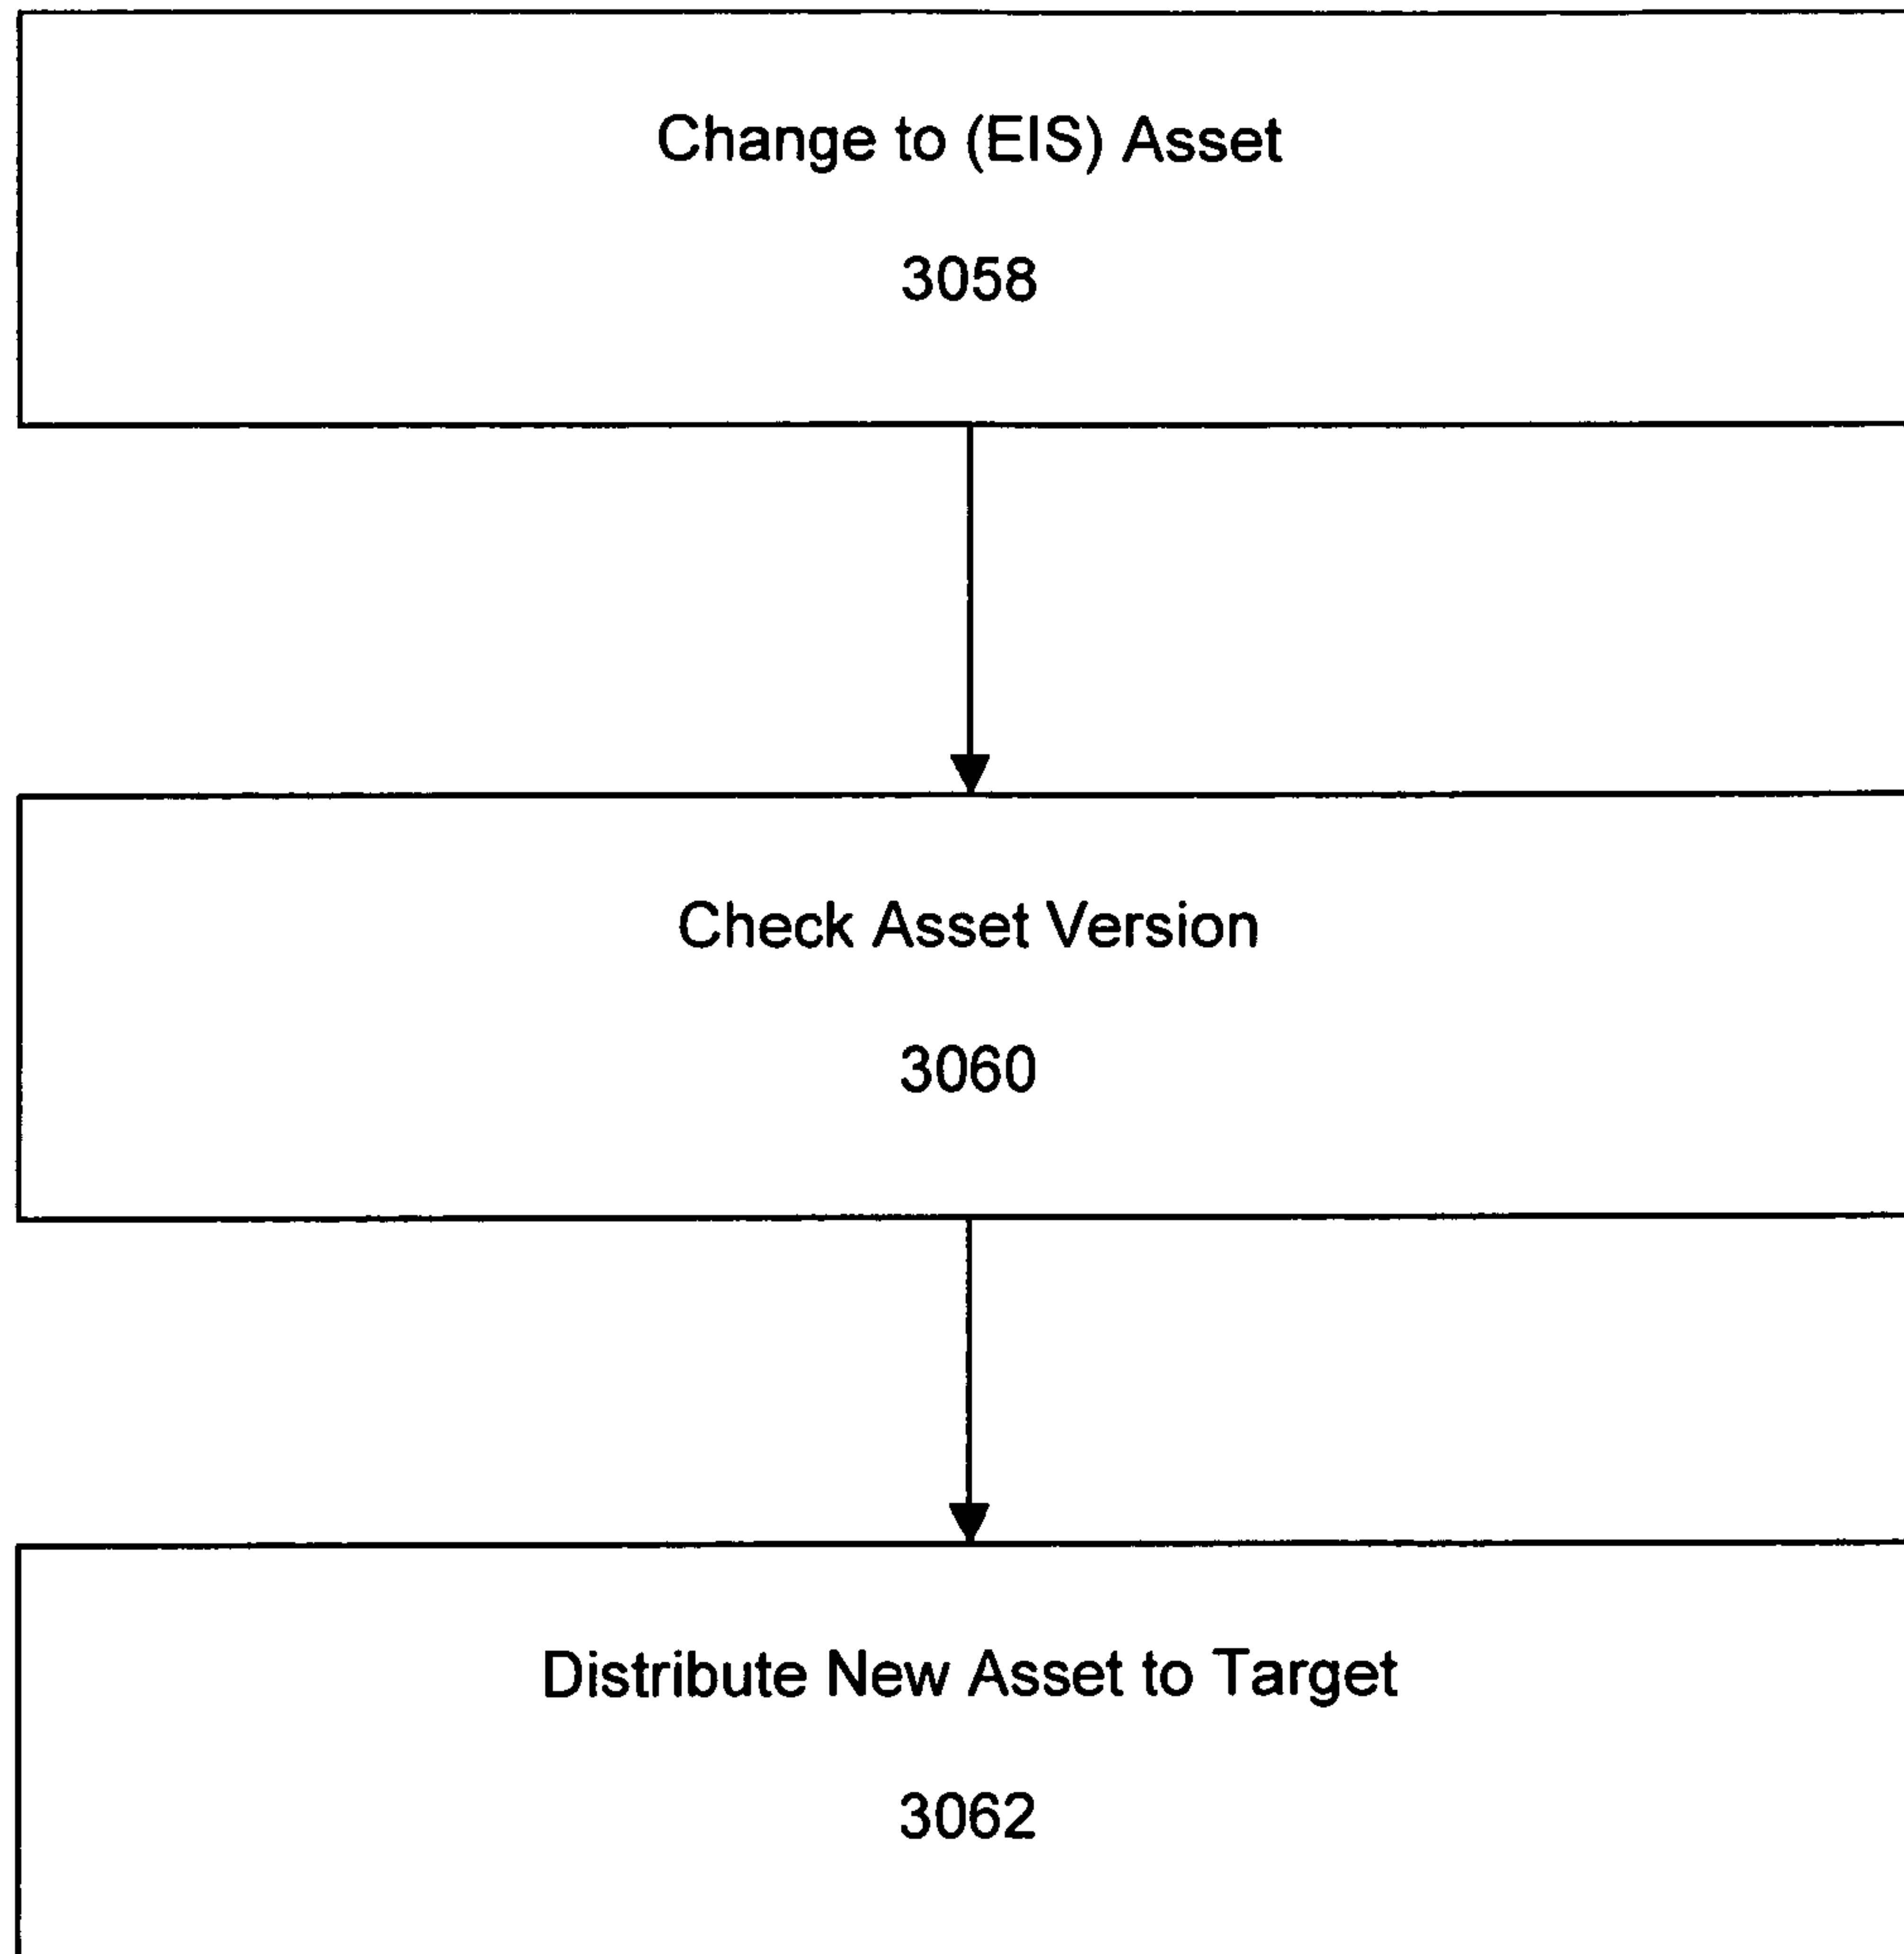 Change to (EIS) Asset
3058
Check Asset Version
3060
Distribute New Asset to Target
3062